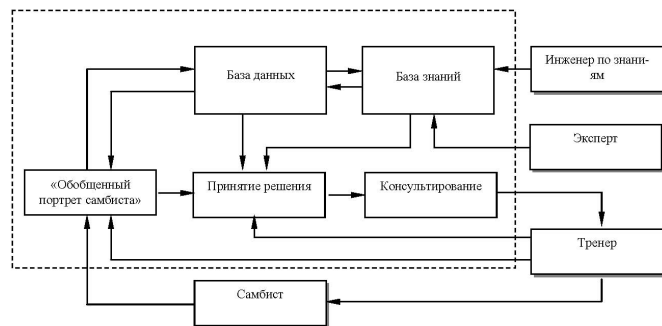 База данных
База знаний
Инженер по знани-
ям
Эксперт
«Обобщенный
портрет самбиста»
Принятие решения
Консультирование
Тренер
Самбист